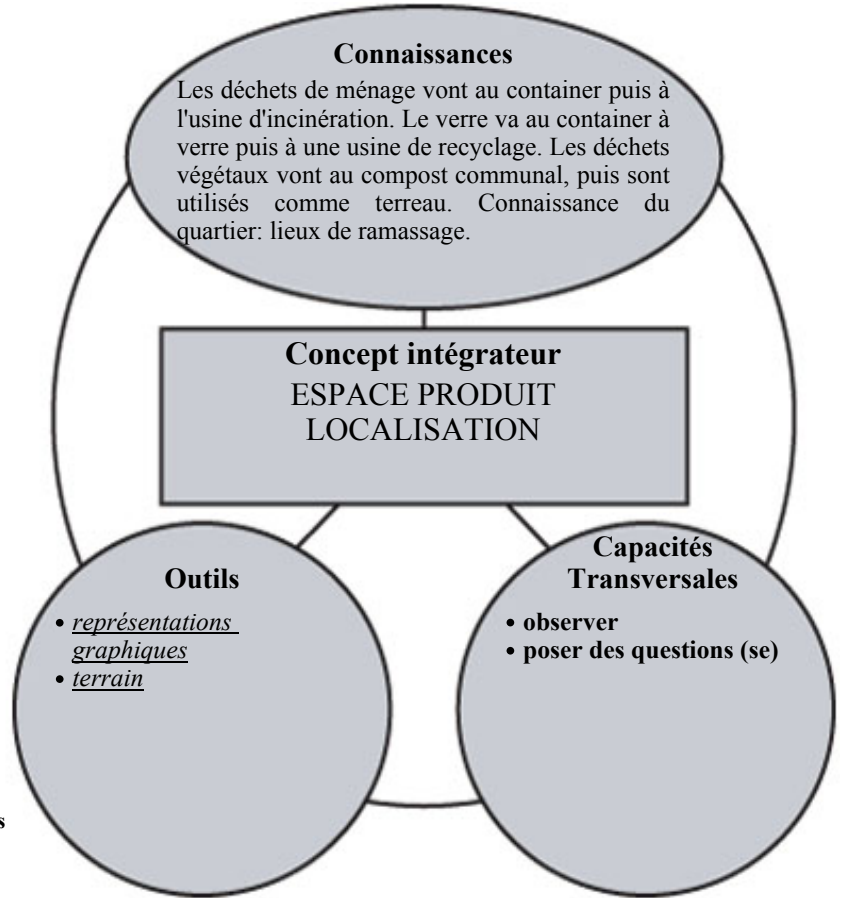 Connaissances
Les déchets de ménage vont au container puis à
l'usine d'incinération. Le verre va au container à
verre puis à une usine de recyclage. Les déchets
végétaux vont au compost communal, puis sont
utilisés comme terreau. Connaissance du
quartier: lieux de ramassage.
Concept intégrateur
ESPACE PRODUIT
LOCALISATION
Outils
• représentations
graphiques
• terrain
Capacités
Transversales
• observer
• poser des questions (se)
s